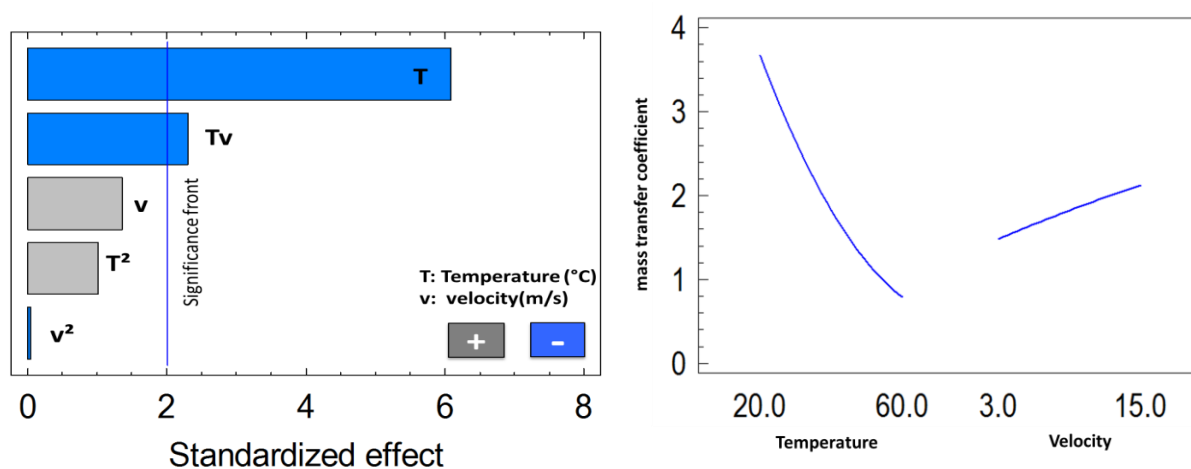 T
Tv
v
T²
v²
Significance front
T: Temperature (°C)
v: velocity(m/s)
+
-
0 2 4 6 8
Standardized effect
mass transfer coefficient
4
3
2
1
0
20.0 60.0 3.0 15.0
Temperature Velocity